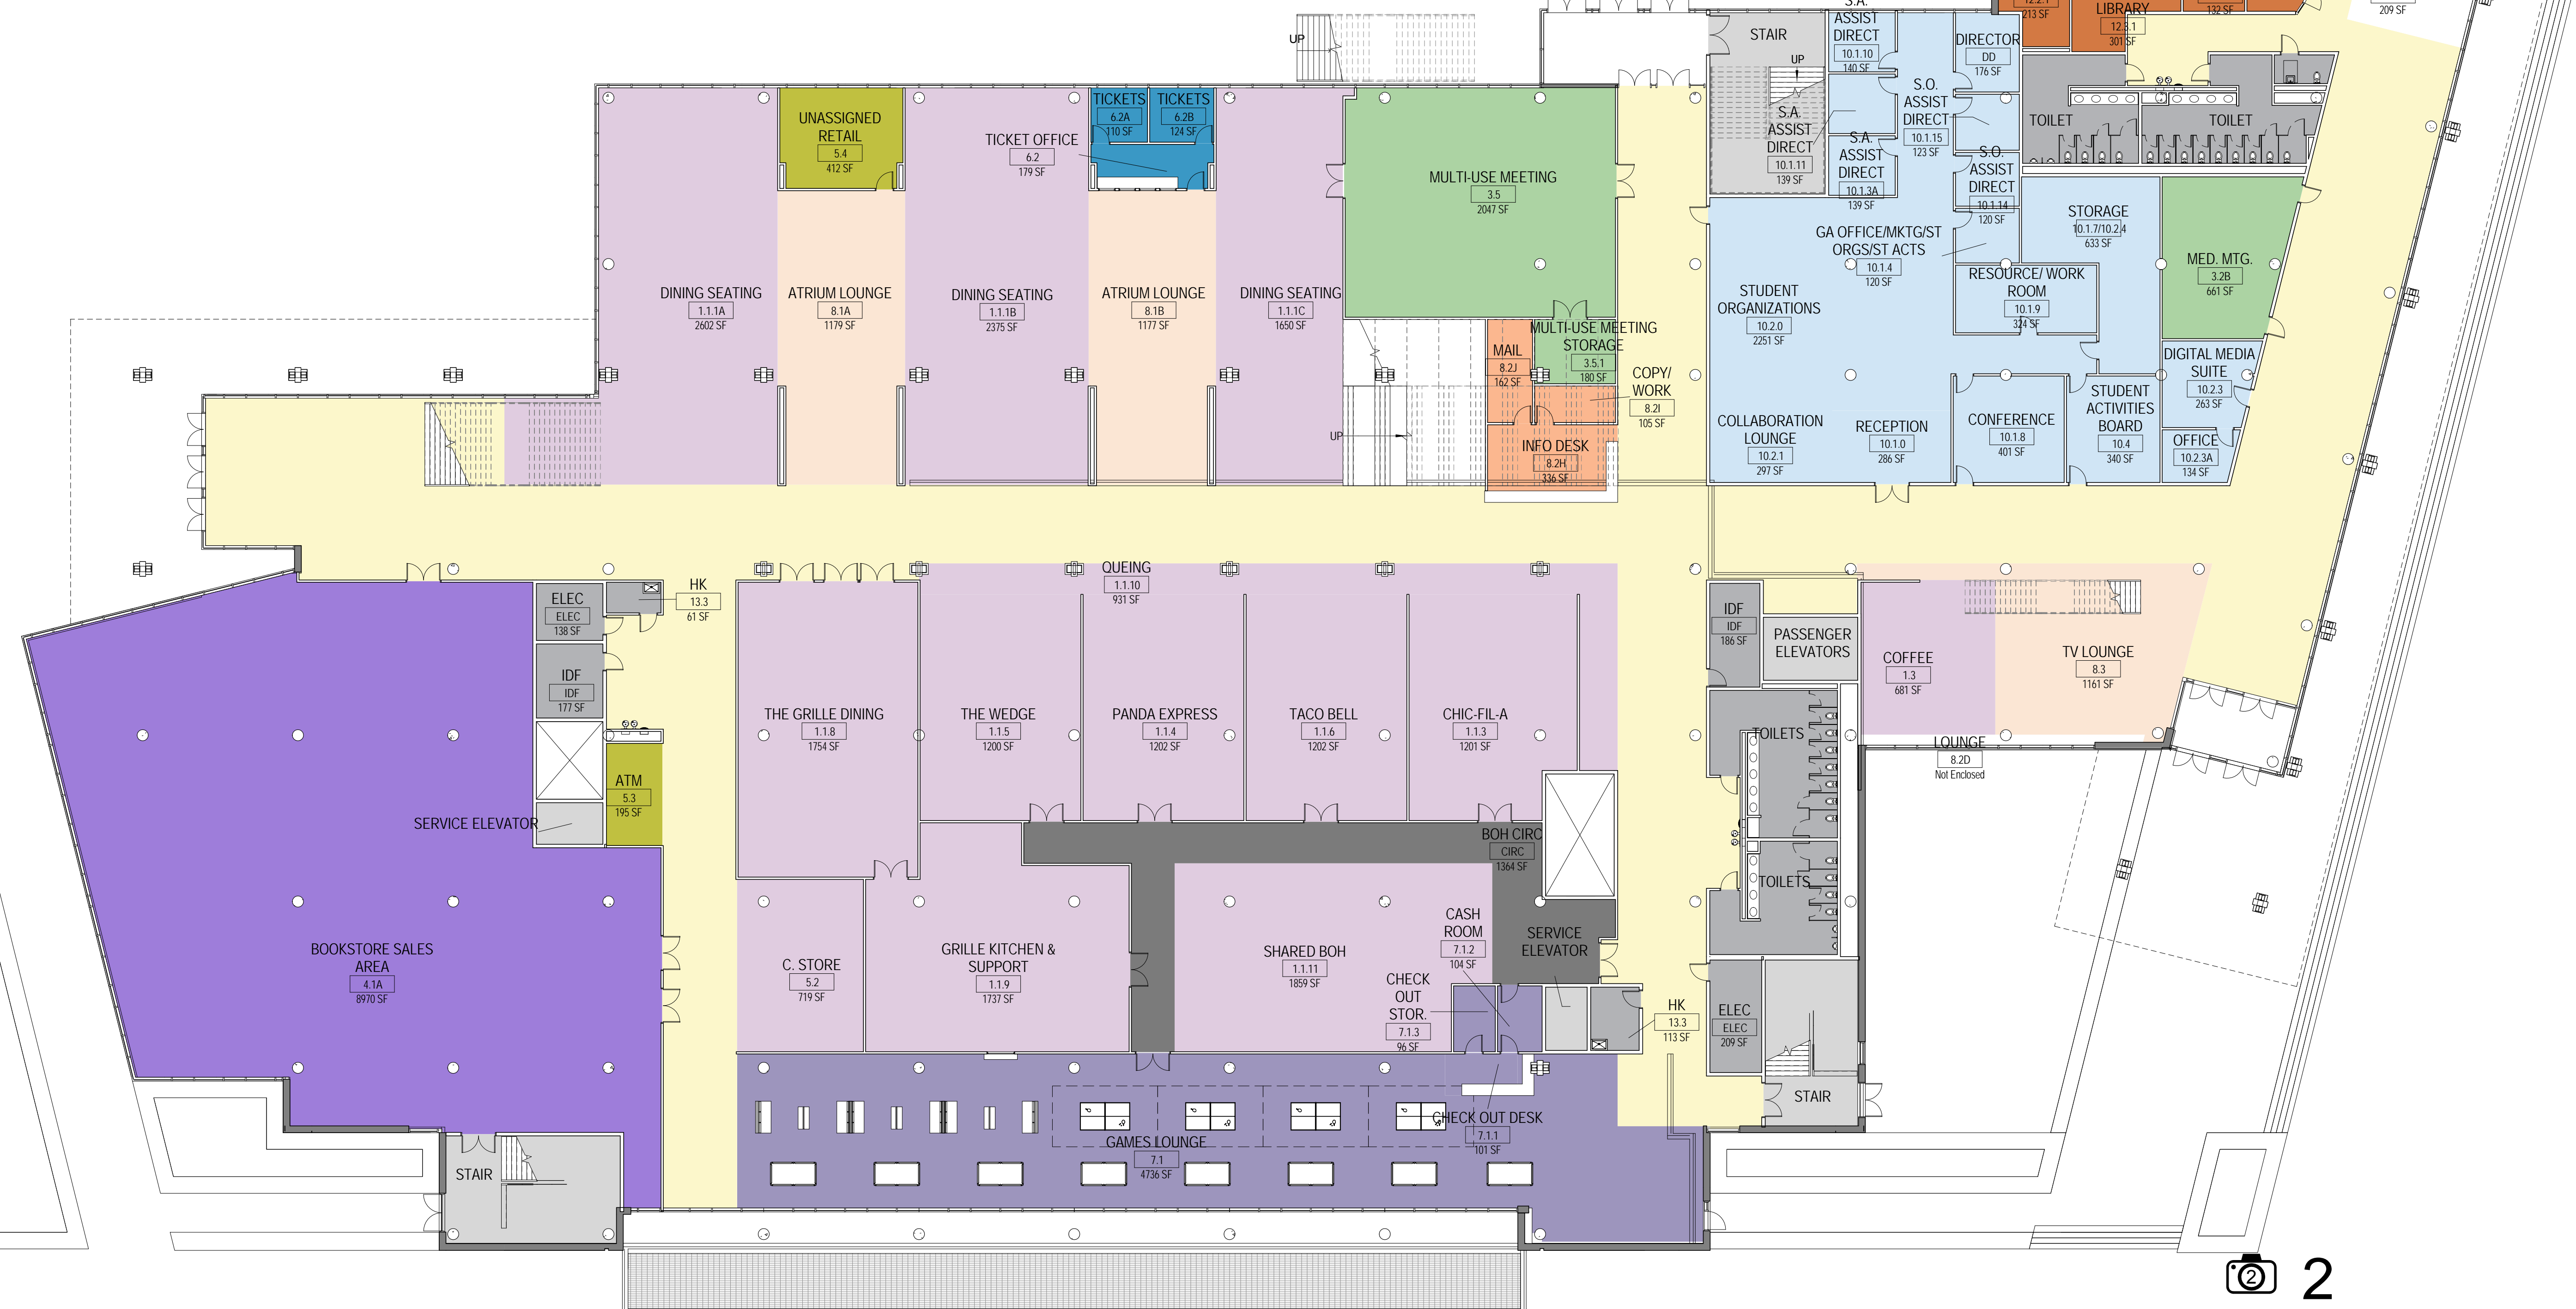 UP
STAIR
UP
S.A.
ASSIST
DIRECT
10.1.10
140 SF
DIRECTOR
DD
176 SF
12.2.1
213 SF
LIBRARY
12.3.1
301 SF
132 SF
209 SF
UNASSIGNED
RETAIL
5.4
412 SF
TICKET OFFICE
6.2
179 SF
TICKETS
6.2A
110 SF
TICKETS
6.2B
124 SF
MULTI-USE MEETING
3.5
2047 SF
S.A.
ASSIST
DIRECT
10.1.11
139 SF
S.A.
ASSIST
DIRECT
10.1.3A
139 SF
S.O.
ASSIST
DIRECT
10.1.15
123 SF
S.O.
ASSIST
DIRECT
10.1.14
120 SF
TOILET
TOILET
STORAGE
10.1.7/10.2.4
633 SF
GA OFFICE/MKTG/ST
ORGS/ST ACTS
10.1.4
120 SF
RESOURCE/ WORK
ROOM
10.1.9
324 SF
MED. MTG.
3.2B
661 SF
DINING SEATING
1.1.1A
2602 SF
ATRIUM LOUNGE
8.1A
1179 SF
DINING SEATING
1.1.1B
2375 SF
ATRIUM LOUNGE
8.1B
1177 SF
DINING SEATING
1.1.1C
1650 SF
STUDENT
ORGANIZATIONS
10.2.0
2251 SF
MULTI-USE MEETING
STORAGE
3.5.1
180 SF
MAIL
8.2J
162 SF
COPY/
WORK
8.2I
105 SF
UP
INFO DESK
8.2H
336 SF
COLLABORATION
LOUNGE
10.2.1
297 SF
RECEPTION
10.1.0
286 SF
CONFERENCE
10.1.8
401 SF
STUDENT
ACTIVITIES
BOARD
10.4
340 SF
DIGITAL MEDIA
SUITE
10.2.3
263 SF
OFFICE
10.2.3A
134 SF
ELEC
ELEC
138 SF
HK
13.3
61 SF
QUEING
1.1.10
931 SF
IDF
IDF
177 SF
IDF
IDF
186 SF
PASSENGER
ELEVATORS
COFFEE
1.3
681 SF
TV LOUNGE
8.3
1161 SF
THE GRILLE DINING
1.1.8
1754 SF
THE WEDGE
1.1.5
1200 SF
PANDA EXPRESS
1.1.4
1202 SF
TACO BELL
1.1.6
1202 SF
CHIC-FIL-A
1.1.3
1201 SF
TOILETS
LOUNGE
8.2D
Not Enclosed
ATM
5.3
195 SF
SERVICE ELEVATOR
BOH CIRC
CIRC
1364 SF
TOILETS
BOOKSTORE SALES
AREA
4.1A
8970 SF
C. STORE
5.2
719 SF
GRILLE KITCHEN &
SUPPORT
1.1.9
1737 SF
SHARED BOH
1.1.11
1859 SF
CASH
ROOM
7.1.2
104 SF
SERVICE
ELEVATOR
CHECK
OUT
STOR.
7.1.3
96 SF
HK
13.3
113 SF
ELEC
ELEC
209 SF
STAIR
CHECK OUT DESK
7.1.1
101 SF
GAMES LOUNGE
7.1
4736 SF
STAIR
2
2